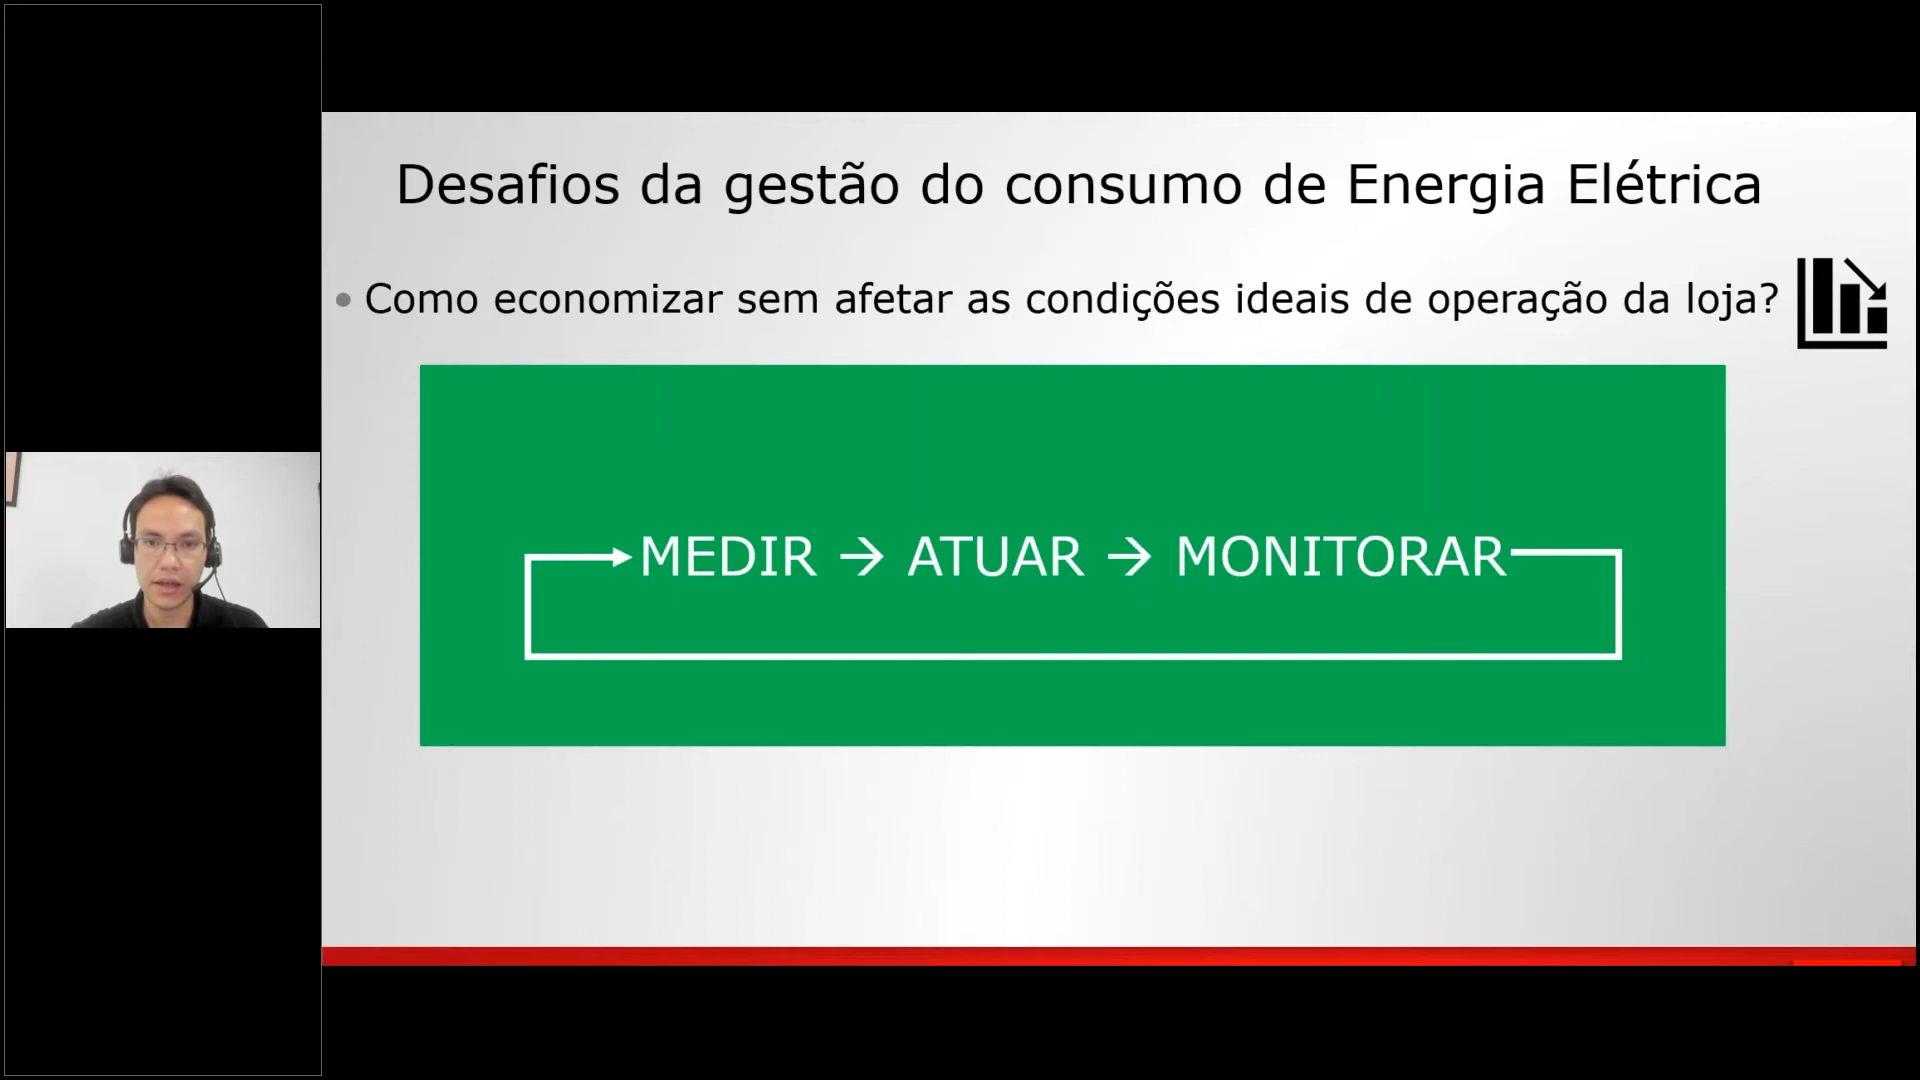 Desafios da gestão do consumo de Energia Elétrica
• Como economizar sem afetar as condições ideais de operação da loja?
MEDIR → ATUAR → MONITORAR